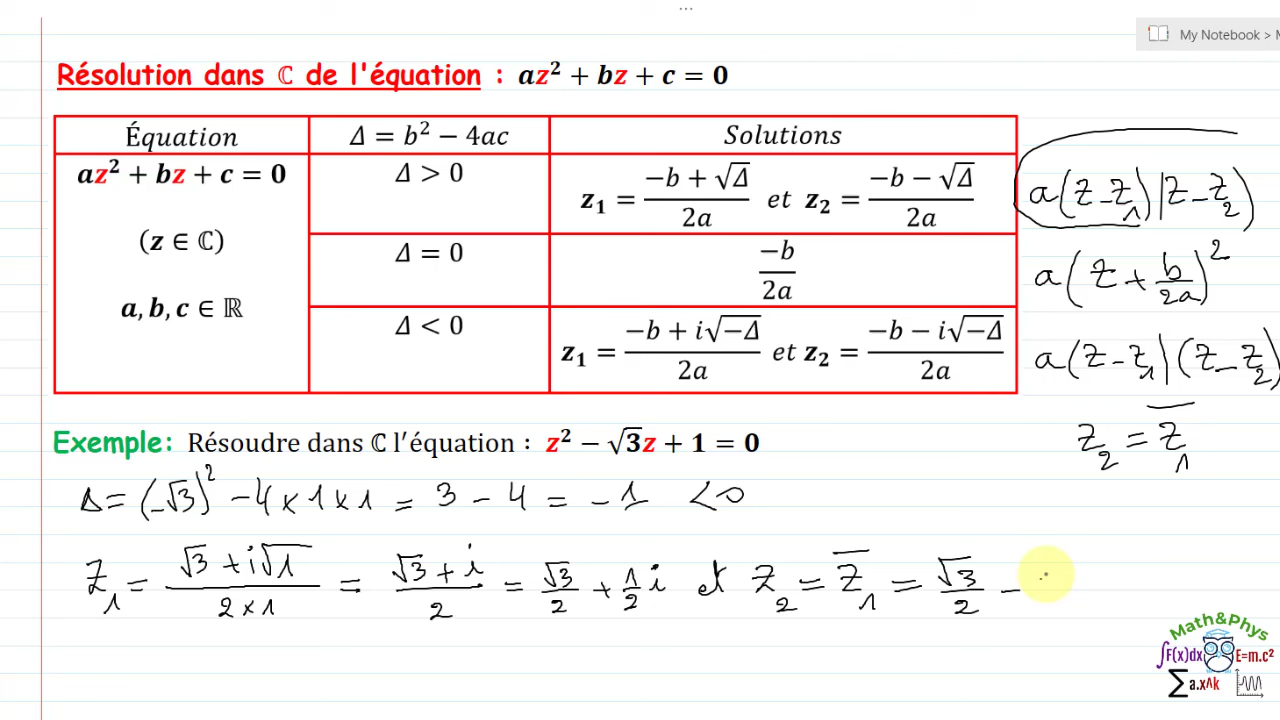 My Notebook >
Résolution dans ℂ de l'équation : az² + bz + c = 0
Équation Δ = b² − 4ac Solutions
az² + bz + c = 0
(z ∈ ℂ)
a, b, c ∈ ℝ
Δ > 0 z₁ = (−b + √Δ)/2a et z₂ = (−b − √Δ)/2a
a(z − z₁)(z − z₂)
Δ = 0 −b/2a
a(z + b/2a)²
Δ < 0 z₁ = (−b + i√−Δ)/2a et z₂ = (−b − i√−Δ)/2a
a(z − z₁)(z − z₂)
z₂ = z̅₁
Exemple: Résoudre dans ℂ l'équation : z² − √3z + 1 = 0
Δ = (−√3)² − 4 × 1 × 1 = 3 − 4 = −1 < 0
z₁ = (√3 + i√1)/(2 × 1) = (√3 + i)/2 = √3/2 + 1/2 i et z₂ = z̅₁ = √3/2 −
Math&Phys
∫F(x)dx E=m.c²
∑ a.x∧k